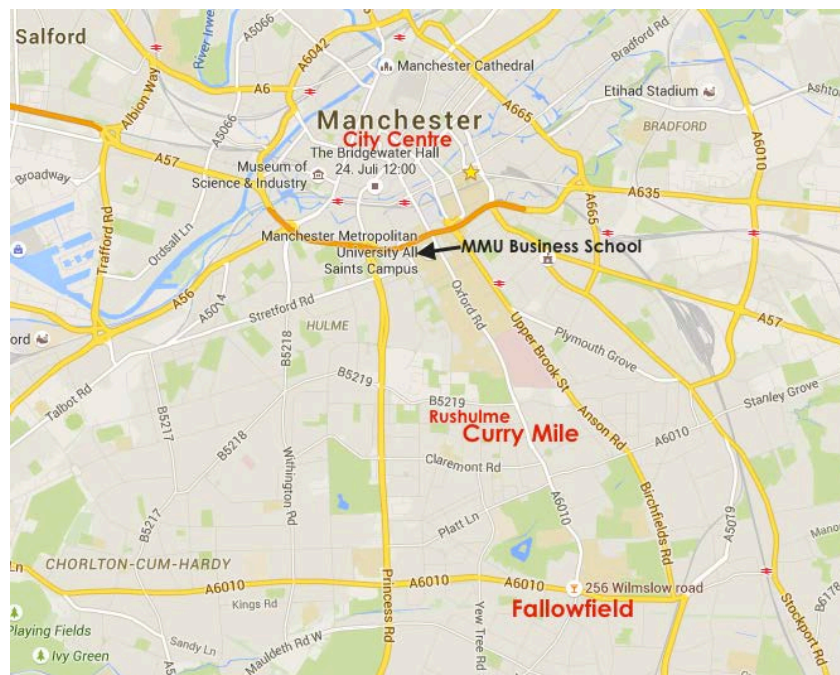 Salford
River Irwell
A5066
A6042
Bradford Rd
Manchester Cathedral
Albion Way
A6
A5066
Etihad Stadium
Ashto
Manchester
A665
City Centre
BRADFORD
A6010
The Bridgewater Hall
24. Juli 12:00
A57
Museum of
Science & Industry
Broadway
A635
A665
Trafford Rd
Ordsall Ln
Manchester Metropolitan
University All
Saints Campus
MMU Business School
A56
A50\4
Stretford Rd
B5218
Oxford Rd
HULME
Upper Brook St
Plymouth Grove
A57
ord
Talbot Rd
B5219
B5219
Stanley Grove
Rushulme
Curry Mile
Anson Rd
B5217
B5218
Withington Rd
Claremont Rd
A6010
Birchfields Rd
Platt Ln
A6010
B5217
A5079
Mano
CHORLTON-CUM-HARDY
Ln
A6010
Princess Rd
A6010
A6010
256 Wilmslow road
Kings Rd
Fallowfield
Stockport Rd
B6178
Playing Fields
Sandy Ln
Mauldeth Rd W
Yew Tree Rd
Ivy Green
A5